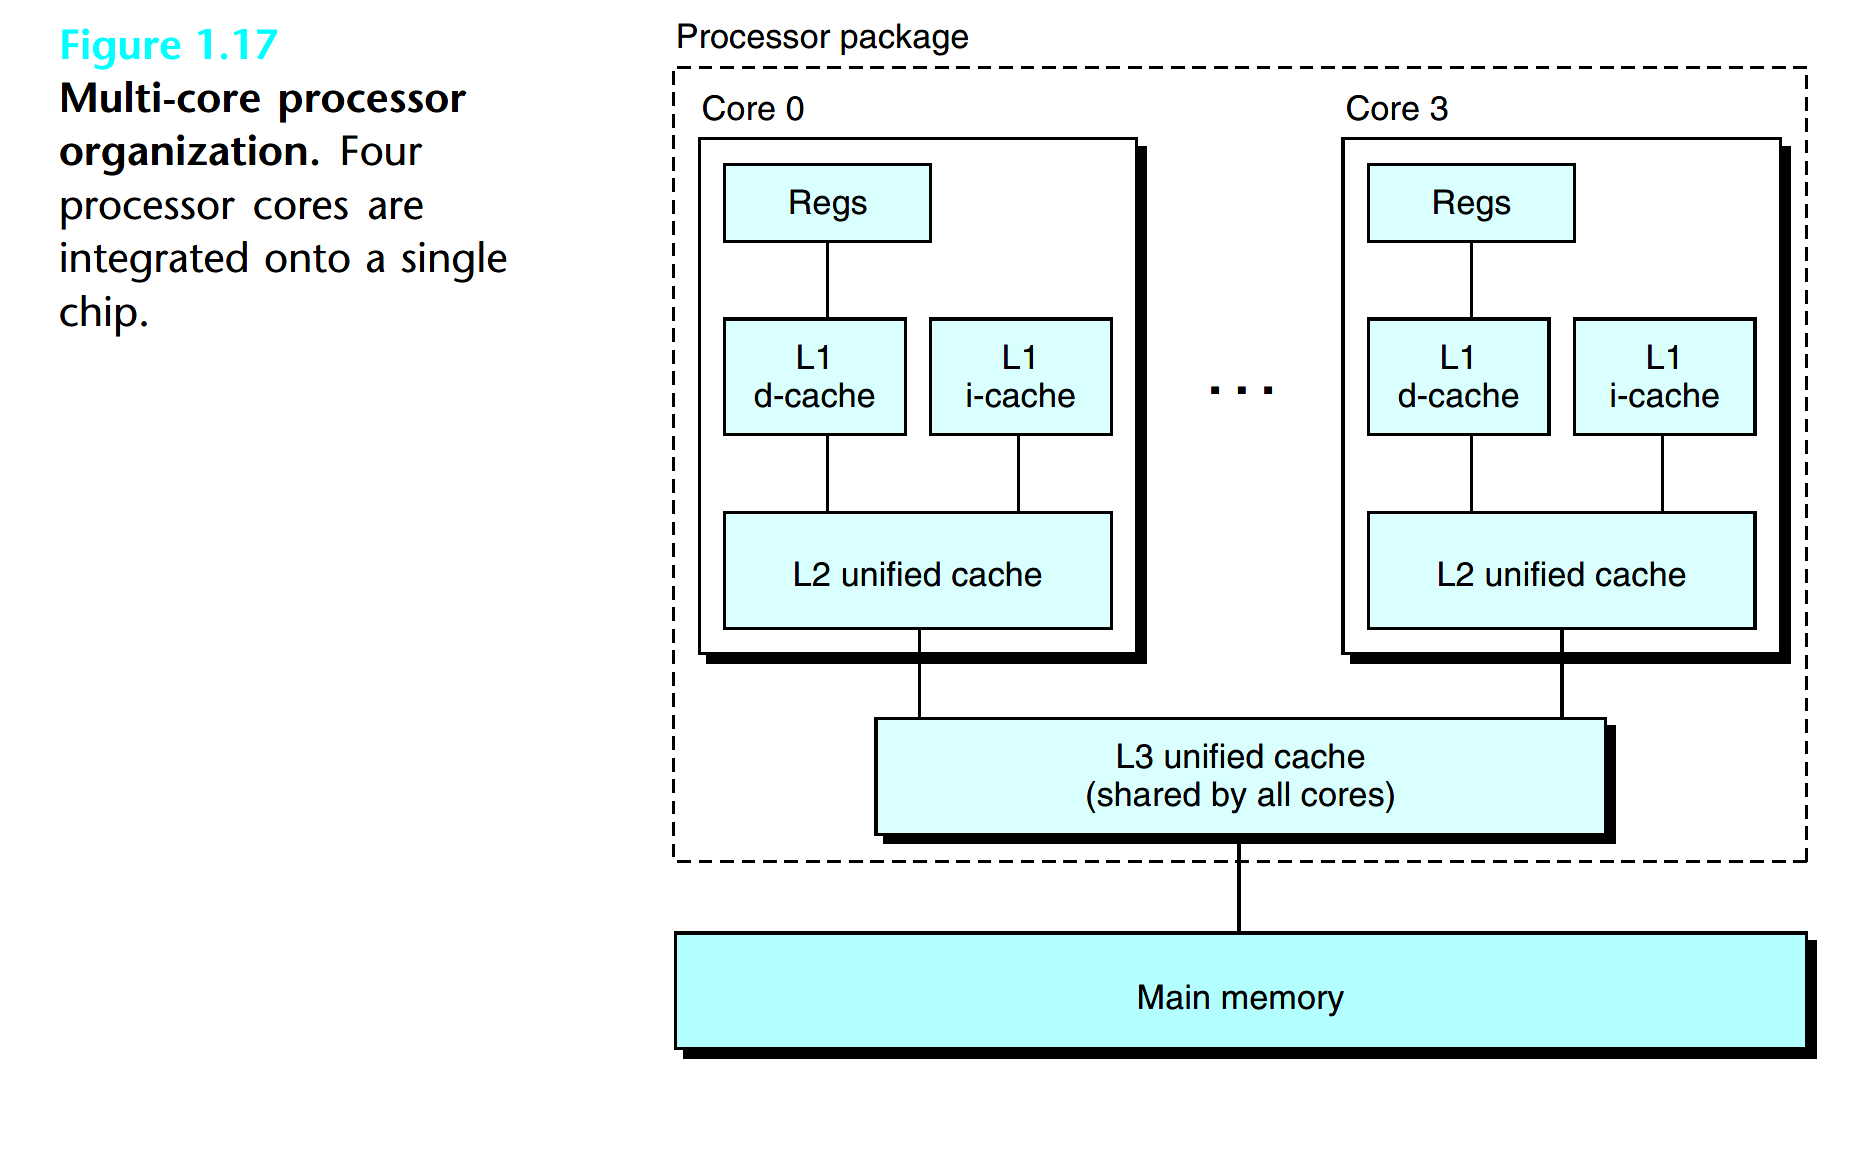 Figure 1.17
Multi-core processor
organization. Four
processor cores are
integrated onto a single
chip.
Processor package
Core 0
Regs
L1
d-cache
L1
i-cache
L2 unified cache
. . .
Core 3
Regs
L1
d-cache
L1
i-cache
L2 unified cache
L3 unified cache
(shared by all cores)
Main memory